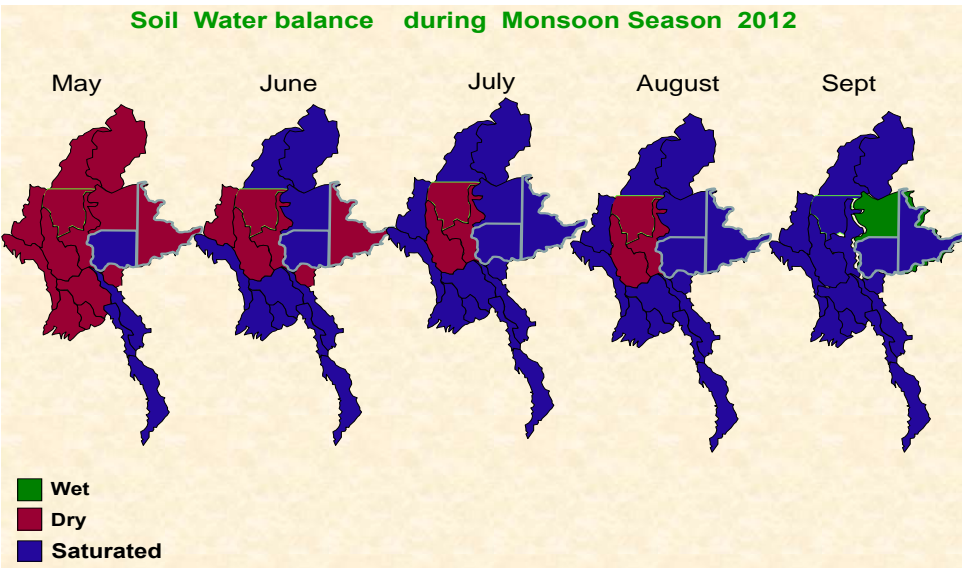 Soil Water balance during Monsoon Season 2012
May June July August Sept
Wet
Dry
Saturated